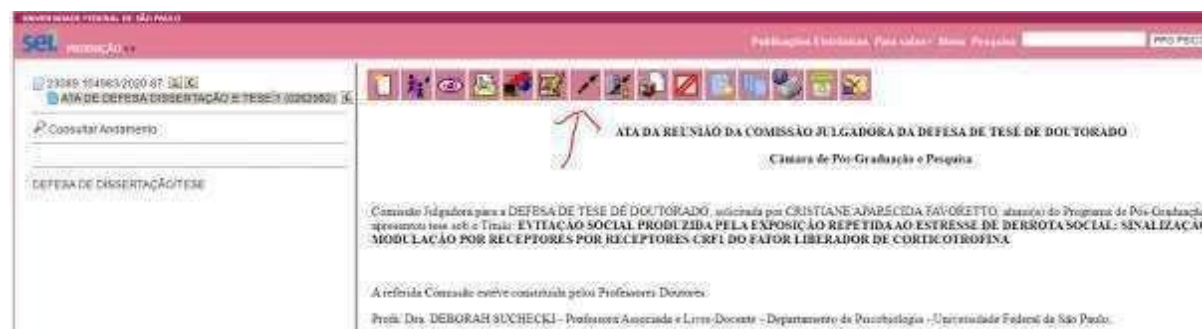 UNIVERSIDADE FEDERAL DE SÃO PAULO
sei. PRODUÇÃO
Publicações Eletrônicas Para saber+ Menu Pesquisa
ATA DE DEFESA DISSERTAÇÃO E TESE 1 (0262982)
Consultar Andamento
DEFESA DE DISSERTAÇÃO/TESE
ATA DA REUNIÃO DA COMISSÃO JULGADORA DA DEFESA DE TESE DE DOUTORADO
Câmara de Pós-Graduação e Pesquisa
Comissão Julgadora para a DEFESA DE TESE DE DOUTORADO, solicitada por CRISTIANE APARECIDA FAVORETTO, aluno(a) do Programa de Pós-Graduação
apresentou tese sob o Título: EVITAÇÃO SOCIAL PRODUZIDA PELA EXPOSIÇÃO REPETIDA AO ESTRESSE DE DERROTA SOCIAL: SINALIZAÇÃO
MODULAÇÃO POR RECEPTORES POR RECEPTORES CRF1 DO FATOR LIBERADOR DE CORTICOTROFINA
A referida Comissão esteve constituída pelos Professores Doutores:
Profa. Dra. DEBORAH SUCHECKI - Professora Associada e Livre-Docente - Departamento de Psicobiologia - Universidade Federal de São Paulo,